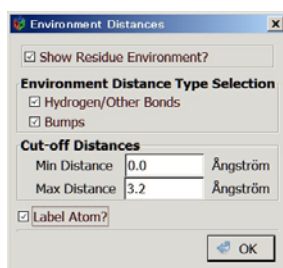 Environment Distances
Show Residue Environment?
Environment Distance Type Selection
Hydrogen/Other Bonds
Bumps
Cut-off Distances
Min Distance 0.0 Ångström
Max Distance 3.2 Ångström
Label Atom?
OK